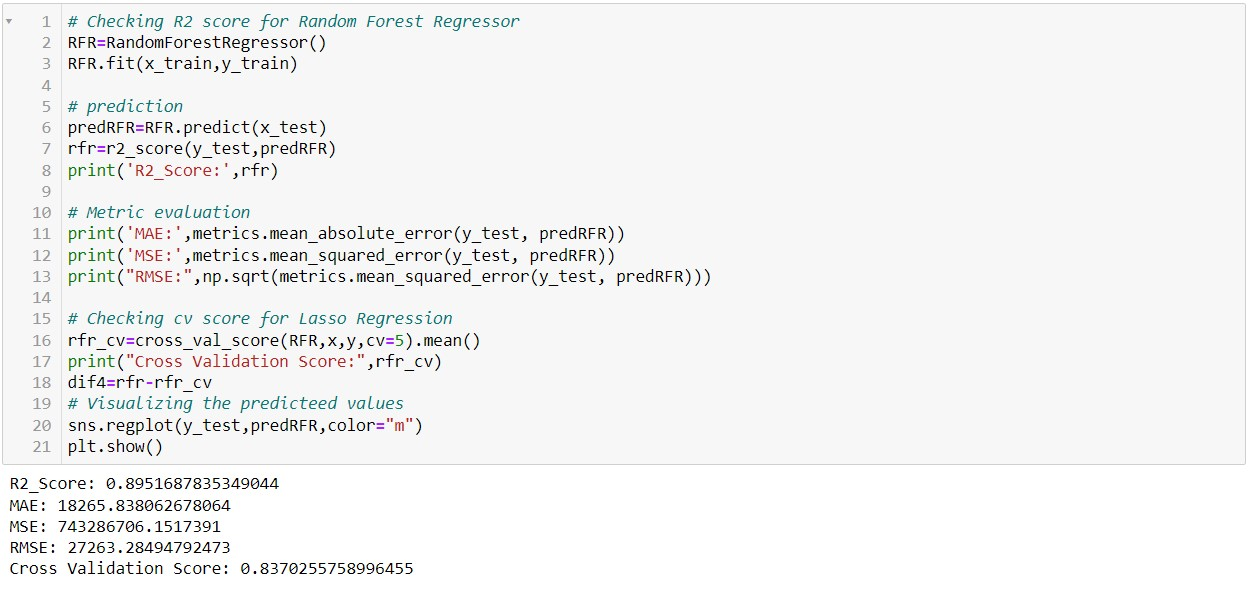 1 # Checking R2 score for Random Forest Regressor
2 RFR=RandomForestRegressor()
3 RFR.fit(x_train,y_train)
4
5 # prediction
6 predRFR=RFR.predict(x_test)
7 rfr=r2_score(y_test,predRFR)
8 print('R2_Score:',rfr)
9
10 # Metric evaluation
11 print('MAE:',metrics.mean_absolute_error(y_test, predRFR))
12 print('MSE:',metrics.mean_squared_error(y_test, predRFR))
13 print("RMSE:",np.sqrt(metrics.mean_squared_error(y_test, predRFR)))
14
15 # Checking cv score for Lasso Regression
16 rfr_cv=cross_val_score(RFR,x,y,cv=5).mean()
17 print("Cross Validation Score:",rfr_cv)
18 dif4=rfr-rfr_cv
19 # Visualizing the predicteed values
20 sns.regplot(y_test,predRFR,color="m")
21 plt.show()
R2_Score: 0.8951687835349044
MAE: 18265.838062678064
MSE: 743286706.1517391
RMSE: 27263.28494792473
Cross Validation Score: 0.8370255758996455